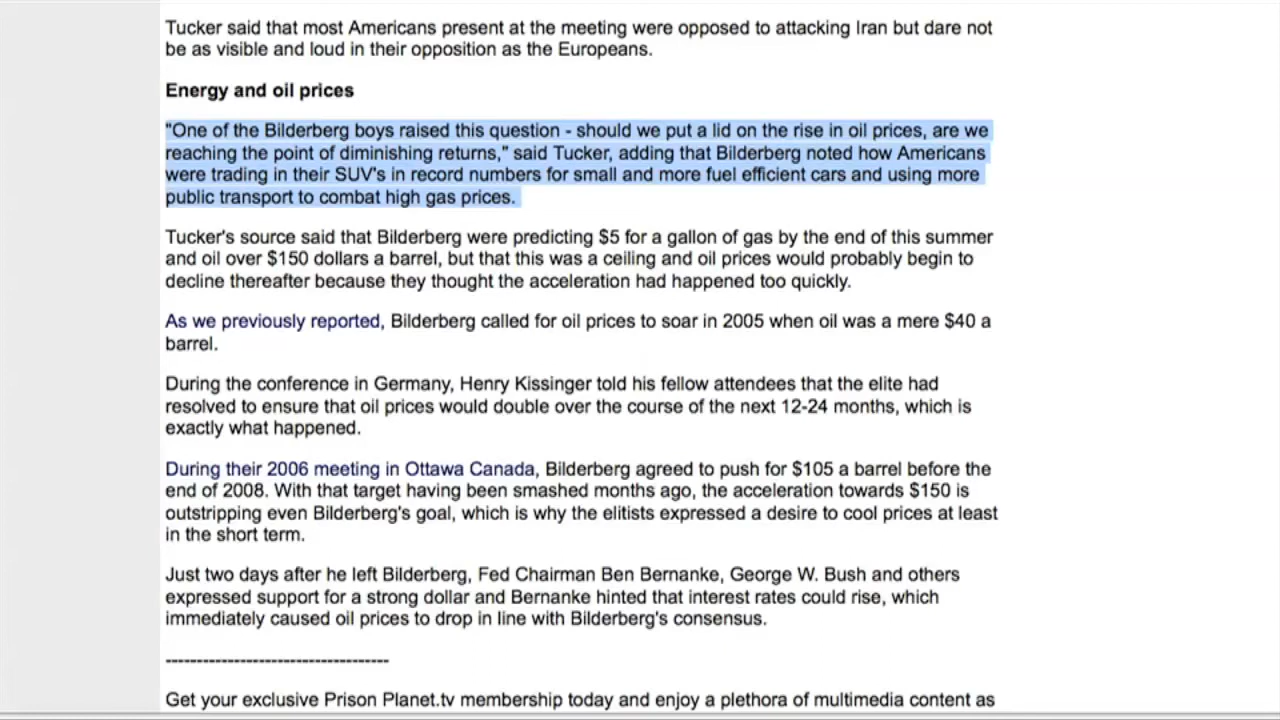 Tucker said that most Americans present at the meeting were opposed to attacking Iran but dare not
be as visible and loud in their opposition as the Europeans.
Energy and oil prices
"One of the Bilderberg boys raised this question - should we put a lid on the rise in oil prices, are we
reaching the point of diminishing returns," said Tucker, adding that Bilderberg noted how Americans
were trading in their SUV's in record numbers for small and more fuel efficient cars and using more
public transport to combat high gas prices.
Tucker's source said that Bilderberg were predicting $5 for a gallon of gas by the end of this summer
and oil over $150 dollars a barrel, but that this was a ceiling and oil prices would probably begin to
decline thereafter because they thought the acceleration had happened too quickly.
As we previously reported, Bilderberg called for oil prices to soar in 2005 when oil was a mere $40 a
barrel.
During the conference in Germany, Henry Kissinger told his fellow attendees that the elite had
resolved to ensure that oil prices would double over the course of the next 12-24 months, which is
exactly what happened.
During their 2006 meeting in Ottawa Canada, Bilderberg agreed to push for $105 a barrel before the
end of 2008. With that target having been smashed months ago, the acceleration towards $150 is
outstripping even Bilderberg's goal, which is why the elitists expressed a desire to cool prices at least
in the short term.
Just two days after he left Bilderberg, Fed Chairman Ben Bernanke, George W. Bush and others
expressed support for a strong dollar and Bernanke hinted that interest rates could rise, which
immediately caused oil prices to drop in line with Bilderberg's consensus.
------------------------------------
Get your exclusive Prison Planet.tv membership today and enjoy a plethora of multimedia content as